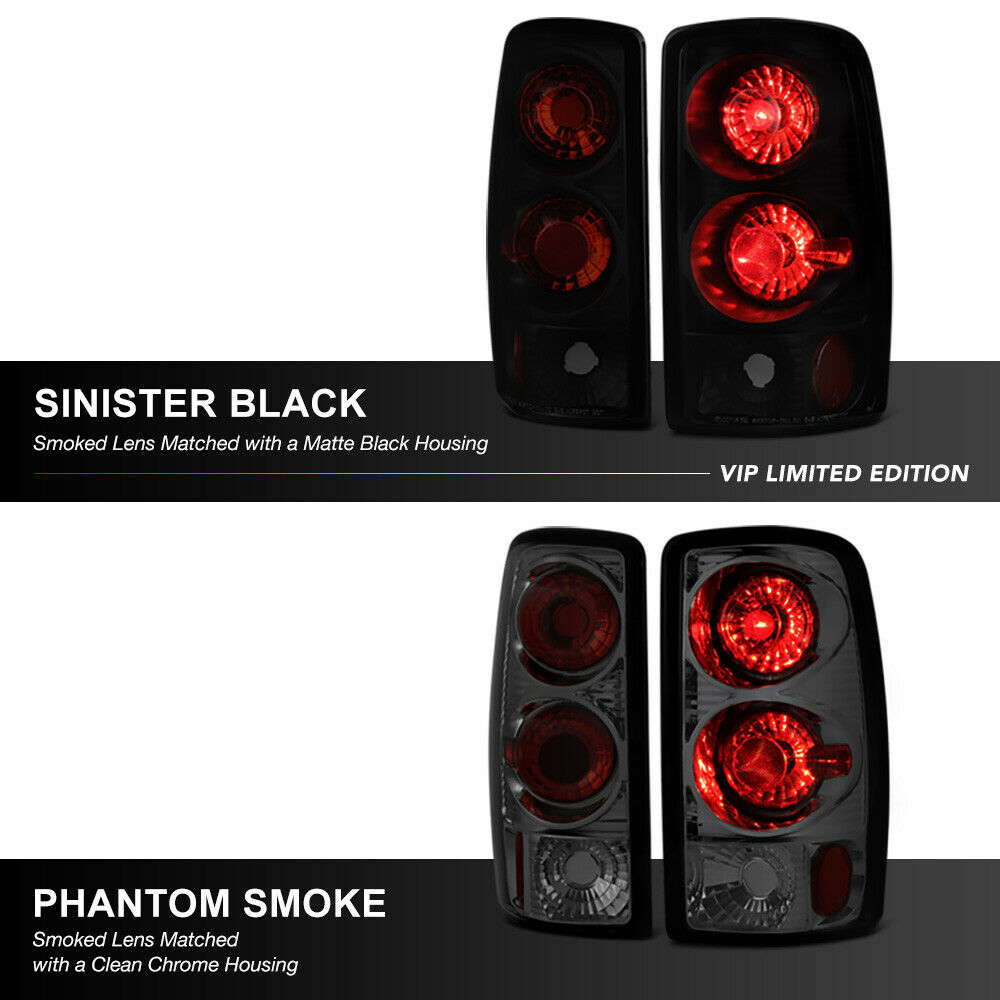 SINISTER BLACK
Smoked Lens Matched with a Matte Black Housing
VIP LIMITED EDITION
PHANTOM SMOKE
Smoked Lens Matched
with a Clean Chrome Housing